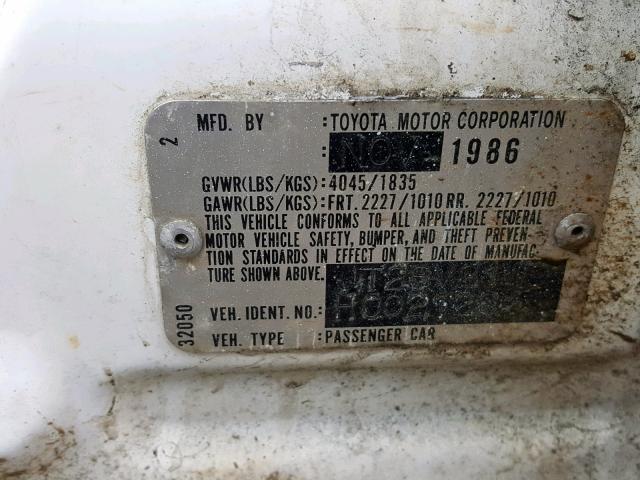 2
MFD. BY :TOYOTA MOTOR CORPORATION
: NOV 1986
GVWR(LBS/KGS):4045/1835
GAWR(LBS/KGS):FRT. 2227/1010 RR. 2227/1010
THIS VEHICLE CONFORMS TO ALL APPLICABLE FEDERAL
MOTOR VEHICLE SAFETY, BUMPER, AND THEFT PREVEN-
TION STANDARDS IN EFFECT ON THE DATE OF MANUFAC-
TURE SHOWN ABOVE.
VEH. IDENT. NO.:
VEH. TYPE :PASSENGER CAR
32050